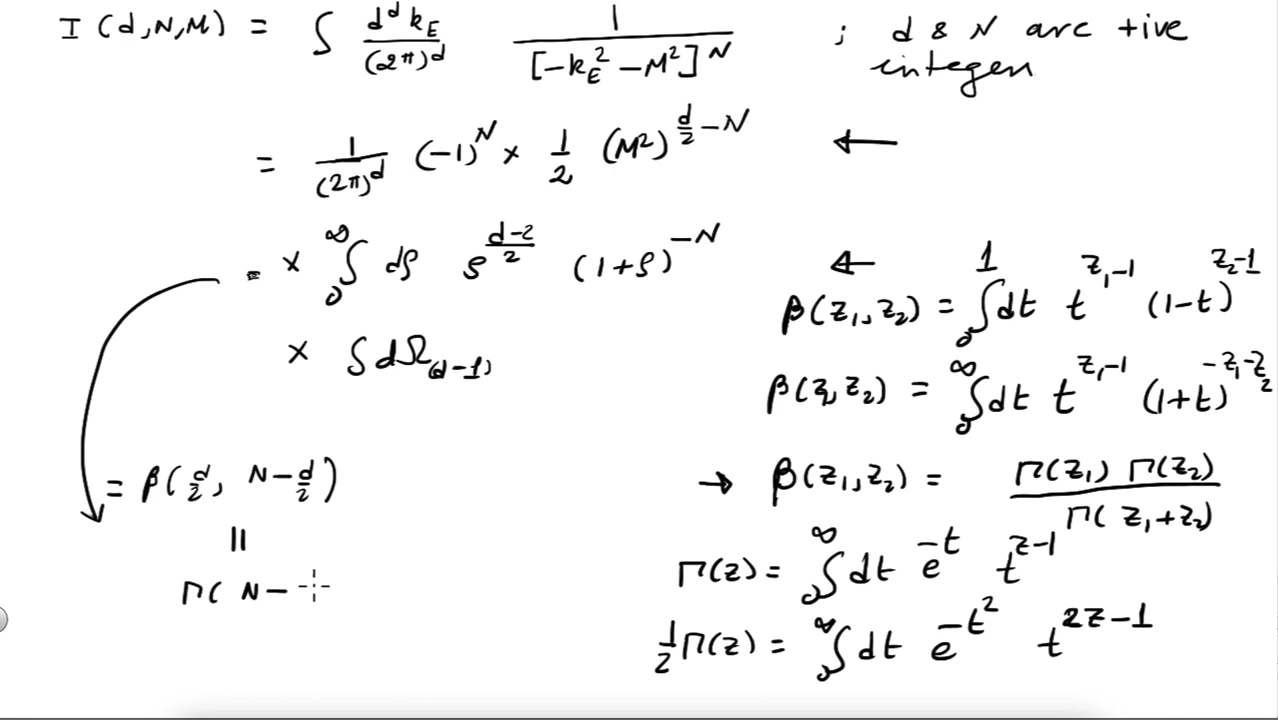 I (d,N,M) = ∫ d^d k_E / (2π)^d 1 / [-k_E^2 - M^2]^N ; d & N are +ive
integers
= 1 / (2π)^d (-1)^N × 1/2 (M^2)^{d/2 - N} ←
= × ∫_0^∞ dρ ρ^{(d-2)/2} (1+ρ)^{-N} ←
× ∫ dΩ_{(d-1)}
β(z_1, z_2) = ∫_0^1 dt t^{z_1-1} (1-t)^{z_2-1}
β(z_1, z_2) = ∫_0^∞ dt t^{z_1-1} (1+t)^{-z_1-z_2}
= β(d/2, N - d/2)
→ β(z_1, z_2) = Γ(z_1) Γ(z_2) / Γ(z_1+z_2)
||
Γ( N -
Γ(z) = ∫_0^∞ dt e^{-t} t^{z-1}
1/2 Γ(z) = ∫_0^∞ dt e^{-t^2} t^{2z-1}